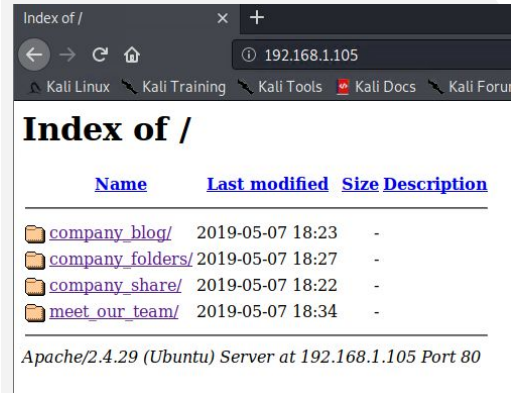 Index of /
192.168.1.105
Kali Linux Kali Training Kali Tools Kali Docs Kali Forum
Index of /
Name Last modified Size Description
company_blog/ 2019-05-07 18:23 -
company_folders/ 2019-05-07 18:27 -
company_share/ 2019-05-07 18:22 -
meet_our_team/ 2019-05-07 18:34 -
Apache/2.4.29 (Ubuntu) Server at 192.168.1.105 Port 80